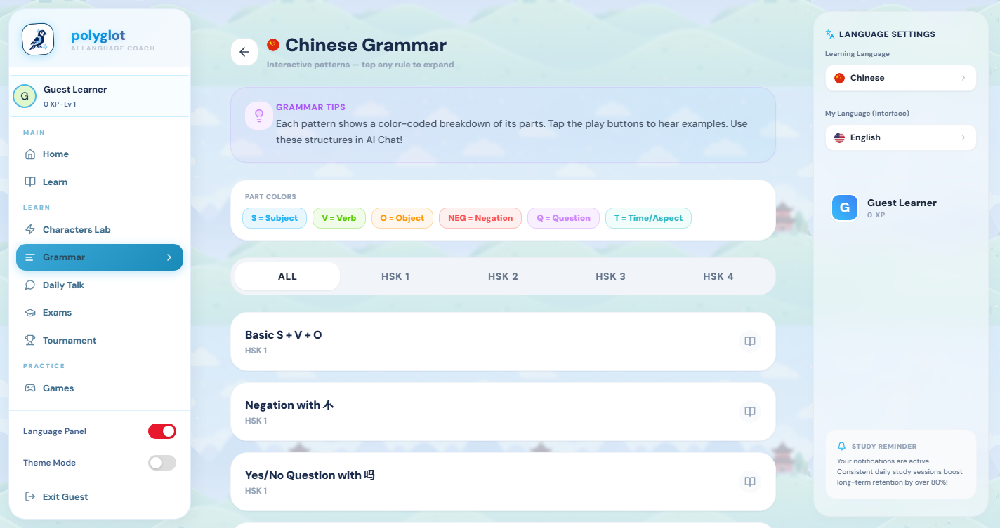 polyglot
AI LANGUAGE COACH
G
Guest Learner
0 XP · Lv 1
MAIN
Home
Learn
LEARN
Characters Lab
Grammar
Daily Talk
Exams
Tournament
PRACTICE
Games
Language Panel
Theme Mode
Exit Guest
Chinese Grammar
Interactive patterns — tap any rule to expand
GRAMMAR TIPS
Each pattern shows a color-coded breakdown of its parts. Tap the play buttons to hear examples. Use
these structures in AI Chat!
PART COLORS
S = Subject
V = Verb
O = Object
NEG = Negation
Q = Question
T = Time/Aspect
ALL
HSK 1
HSK 2
HSK 3
HSK 4
Basic S + V + O
HSK 1
Negation with 不
HSK 1
Yes/No Question with 吗
HSK 1
LANGUAGE SETTINGS
Learning Language
Chinese
My Language (Interface)
English
G
Guest Learner
0 XP
STUDY REMINDER
Your notifications are active.
Consistent daily study sessions boost
long-term retention by over 80%!